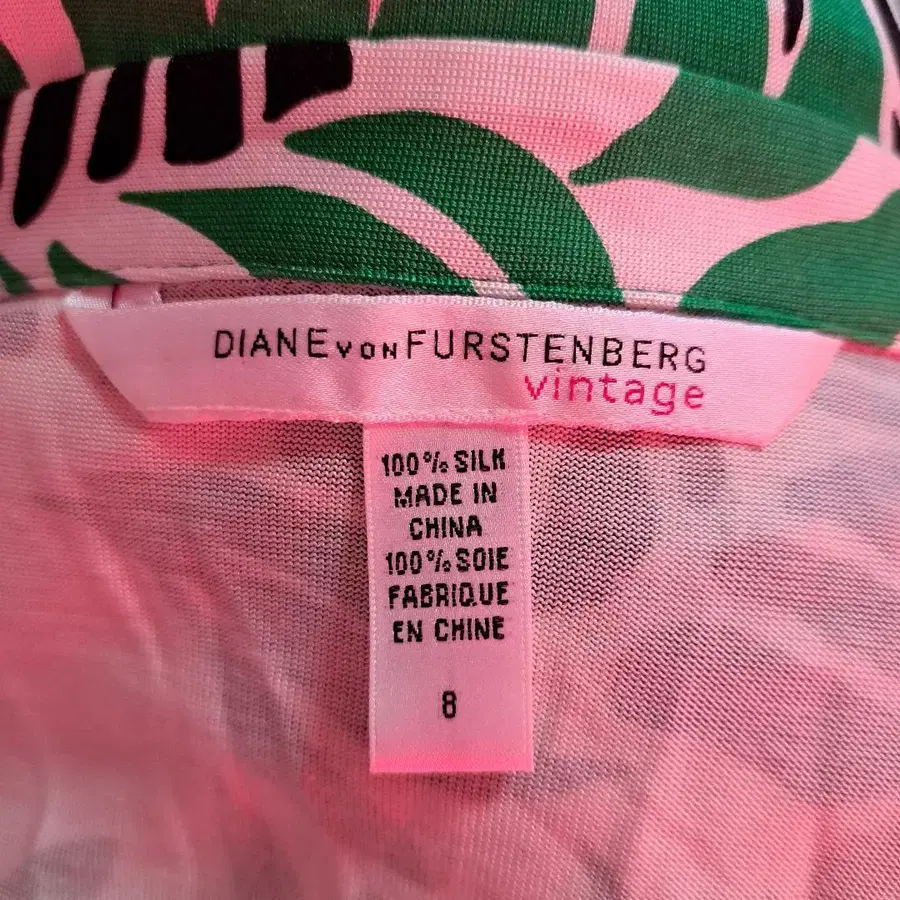 DIANE VON FURSTENBERG
vintage
100% SILK
MADE IN
CHINA
100% SOIE
FABRIQUE
EN CHINE
8